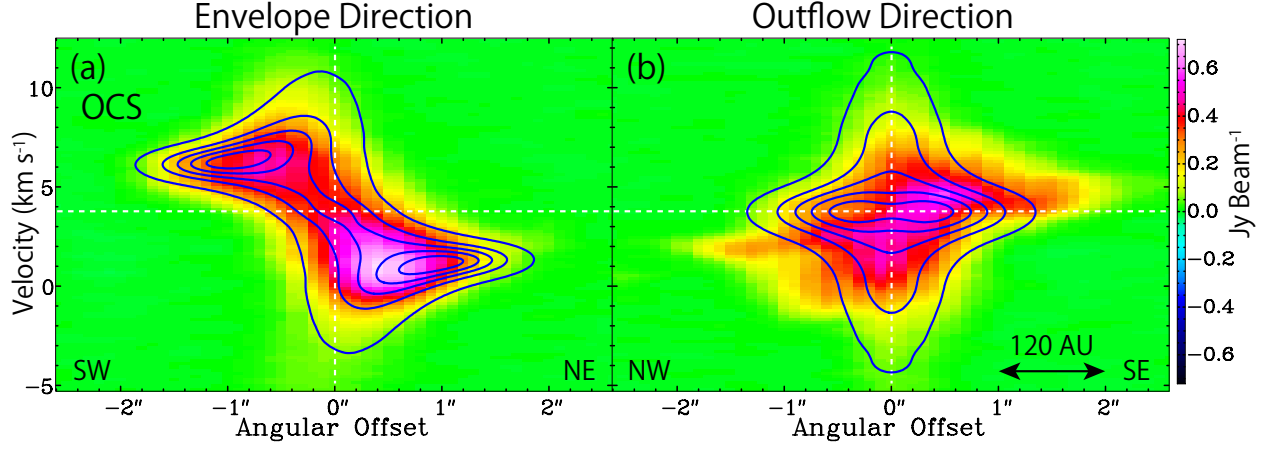 Envelope Direction Outflow Direction
(a) (b)
OCS
10
5
0
−5
Velocity (km s⁻¹)
SW NE NW SE
120 AU
−2″ −1″ 0″ 1″ 2″ −2″ −1″ 0″ 1″ 2″
Angular Offset Angular Offset
0.6
0.4
0.2
0.0
−0.2
−0.4
−0.6
Jy Beam⁻¹